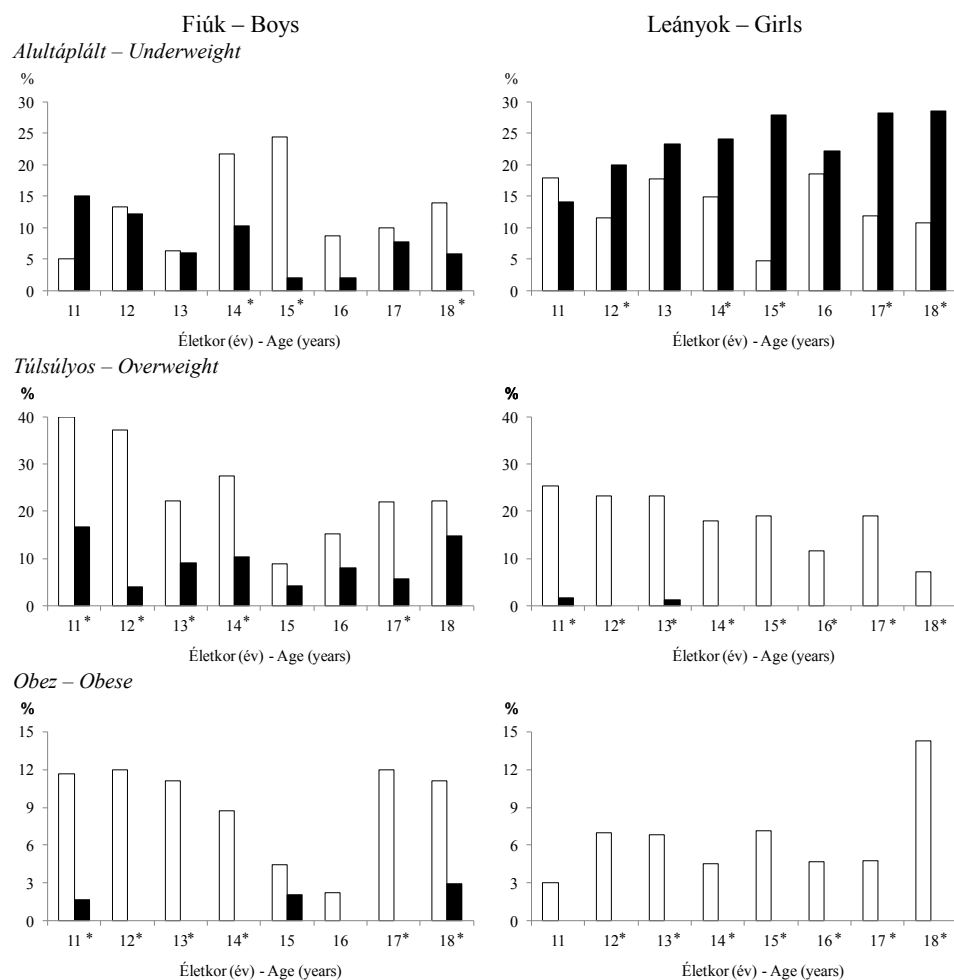 Fiúk – Boys
Leányok – Girls
Alultáplált – Underweight
%
30
25
20
15
10
5
0
11 12 13 14 * 15 * 16 17 18 *
Életkor (év) - Age (years)
%
30
25
20
15
10
5
0
11 12 * 13 14* 15* 16 17* 18*
Életkor (év) - Age (years)
Túlsúlyos – Overweight
%
40
30
20
10
0
11 * 12 * 13 * 14 * 15 16 17 * 18
Életkor (év) - Age (years)
%
40
30
20
10
0
11 * 12* 13* 14 * 15* 16* 17 * 18*
Életkor (év) - Age (years)
Obez – Obese
%
15
12
9
6
3
0
11 * 12* 13* 14* 15 16 17* 18*
Életkor (év) - Age (years)
%
15
12
9
6
3
0
11 12* 13* 14 * 15* 16 * 17 * 18*
Életkor (év) - Age (years)